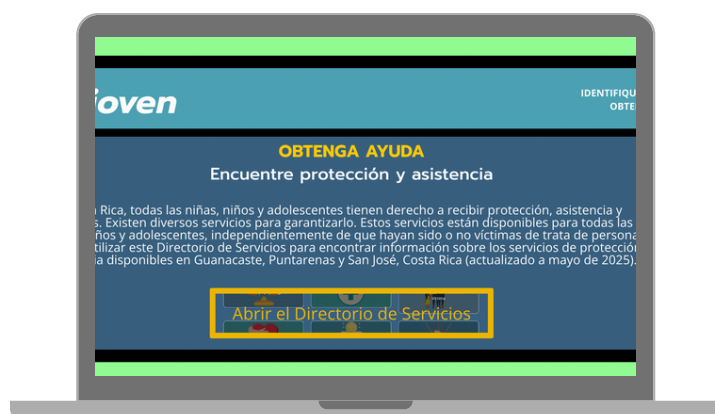 joven
IDENTIFIQU
OBTE
OBTENGA AYUDA
Encuentre protección y asistencia
Rica, todas las niñas, niños y adolescentes tienen derecho a recibir protección, asistencia y
s. Existen diversos servicios para garantizarlo. Estos servicios están disponibles para todas las
ños y adolescentes, independientemente de que hayan sido o no víctimas de trata de persona
tilizar este Directorio de Servicios para encontrar información sobre los servicios de protección
ia disponibles en Guanacaste, Puntarenas y San José, Costa Rica (actualizado a mayo de 2025).
Abrir el Directorio de Servicios